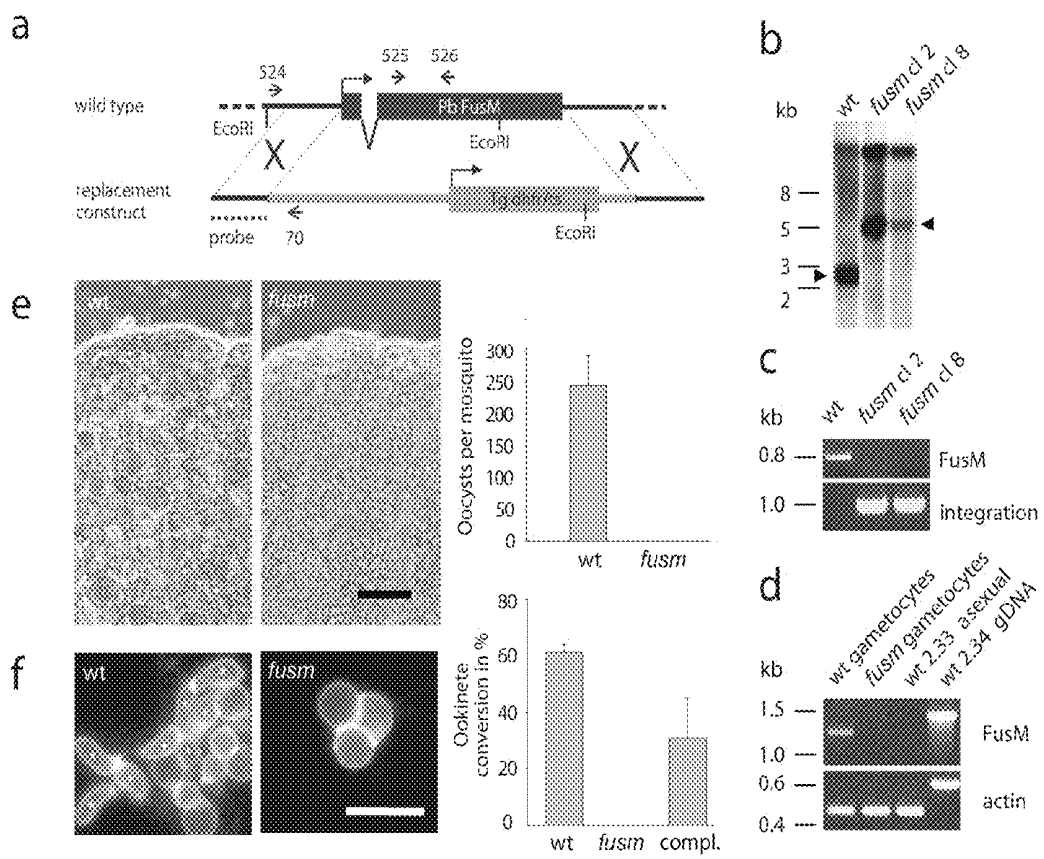 a
524
525
526
wild type
Pb FusM
EcoRI
EcoRI
X
X
replacement
construct
probe
70
EcoRI
b
wt
fusm cl 2
fusm cl 8
kb
8
5
3
2
c
wt
fusm cl 2
fusm cl 8
kb
0.8
FusM
1.0
integration
d
wt gametocytes
fusm gametocytes
wt 2.33 asexual
wt 2.34 gDNA
kb
1.5
FusM
1.0
0.6
actin
0.4
e
wt
fusm
Oocysts per mosquito
300
250
200
150
100
50
0
wt
fusm
f
wt
fusm
Ookinete
conversion in %
80
60
40
20
0
wt
fusm
compl.